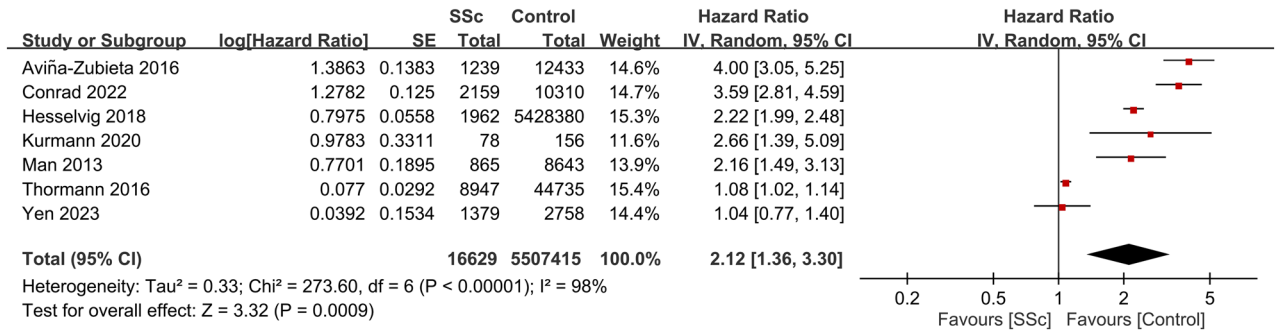 SSc Control Hazard Ratio Hazard Ratio
Study or Subgroup log[Hazard Ratio] SE Total Total Weight IV, Random, 95% CI IV, Random, 95% CI
Aviña-Zubieta 2016 1.3863 0.1383 1239 12433 14.6% 4.00 [3.05, 5.25]
Conrad 2022 1.2782 0.125 2159 10310 14.7% 3.59 [2.81, 4.59]
Hesselvig 2018 0.7975 0.0558 1962 5428380 15.3% 2.22 [1.99, 2.48]
Kurmann 2020 0.9783 0.3311 78 156 11.6% 2.66 [1.39, 5.09]
Man 2013 0.7701 0.1895 865 8643 13.9% 2.16 [1.49, 3.13]
Thormann 2016 0.077 0.0292 8947 44735 15.4% 1.08 [1.02, 1.14]
Yen 2023 0.0392 0.1534 1379 2758 14.4% 1.04 [0.77, 1.40]
Total (95% CI) 16629 5507415 100.0% 2.12 [1.36, 3.30]
Heterogeneity: Tau² = 0.33; Chi² = 273.60, df = 6 (P < 0.00001); I² = 98%
Test for overall effect: Z = 3.32 (P = 0.0009)
0.2 0.5 1 2 5
Favours [SSc] Favours [Control]